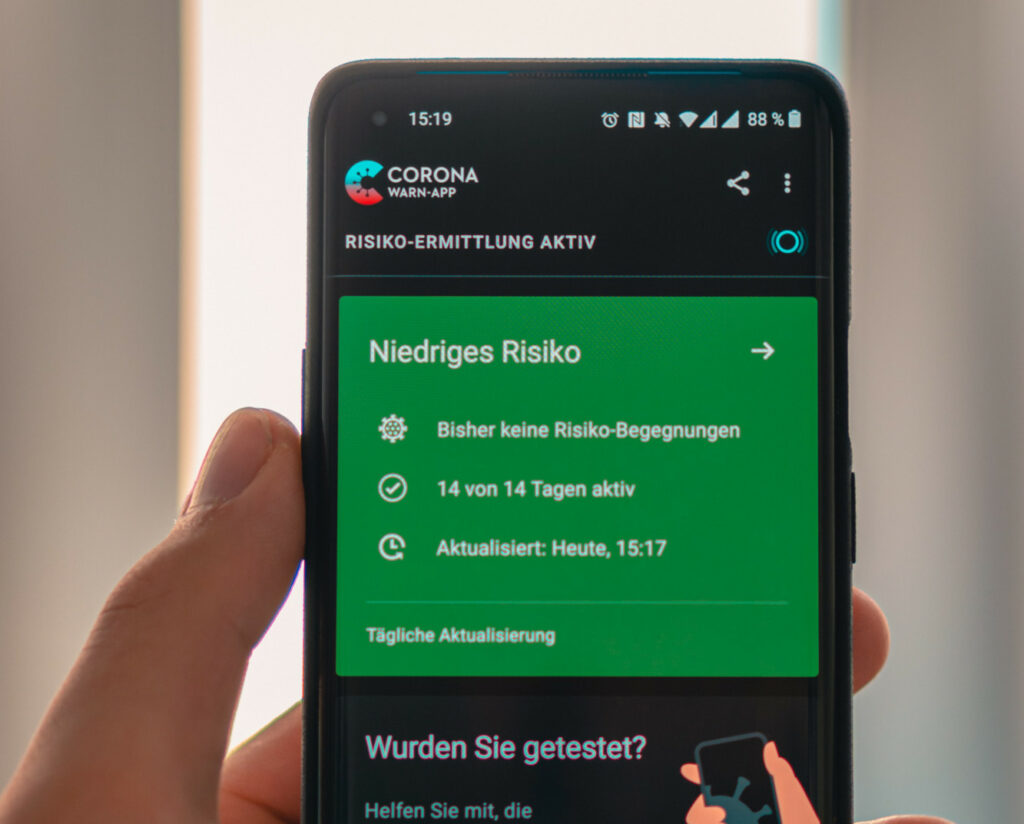 15:19
88 %
CORONA
WARN-APP
RISIKO-ERMITTLUNG AKTIV
Niedriges Risiko
Bisher keine Risiko-Begegnungen
14 von 14 Tagen aktiv
Aktualisiert: Heute, 15:17
Tägliche Aktualisierung
Wurden Sie getestet?
Helfen Sie mit, die